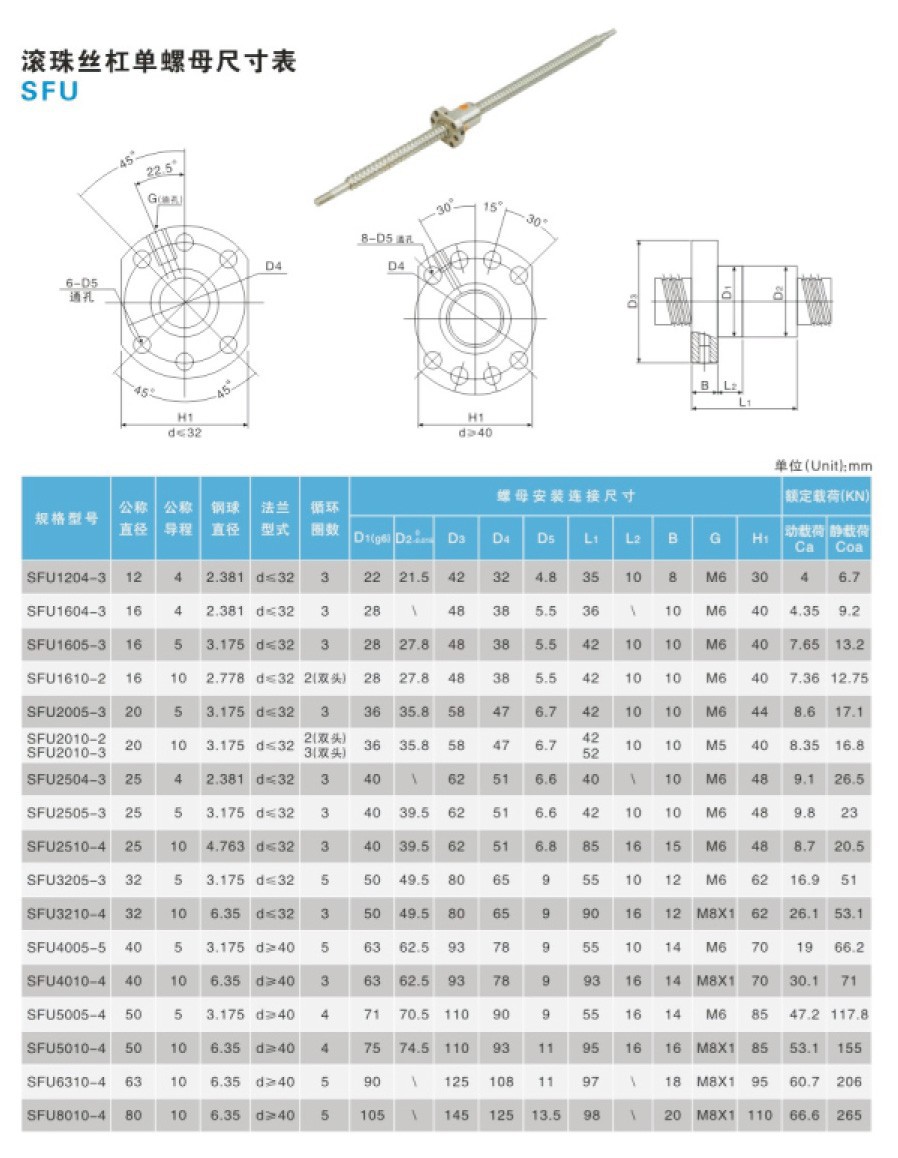 滚珠丝杠单螺母尺寸表
SFU
45°
22.5°
G(油孔)
6-D5
通孔
D4
45°
45°
H1
d≤32
30°
15°
30°
8-D5通孔
D4
H1
d≥40
D3
D1
D2
B
L2
L1
单位(Unit):mm
规格型号 公称直径 公称导程 钢球直径 法兰型式 循环圈数 螺母安装连接尺寸 额定载荷(KN)
D1(g6) D2 D3 D4 D5 L1 L2 B G H1 动载荷Ca 静载荷Coa
SFU1204-3 12 4 2.381 d≤32 3 22 21.5 42 32 4.8 35 10 8 M6 30 4 6.7
SFU1604-3 16 4 2.381 d≤32 3 28 \ 48 38 5.5 36 \ 10 M6 40 4.35 9.2
SFU1605-3 16 5 3.175 d≤32 3 28 27.8 48 38 5.5 42 10 10 M6 40 7.65 13.2
SFU1610-2 16 10 2.778 d≤32 2(双头) 28 27.8 48 38 5.5 42 10 10 M6 40 7.36 12.75
SFU2005-3 20 5 3.175 d≤32 3 36 35.8 58 47 6.7 42 10 10 M6 44 8.6 17.1
SFU2010-2 2(双头) 42
SFU2010-3 20 10 3.175 d≤32 3(双头) 36 35.8 58 47 6.7 52 10 10 M5 40 8.35 16.8
SFU2504-3 25 4 2.381 d≤32 3 40 \ 62 51 6.6 40 \ 10 M6 48 9.1 26.5
SFU2505-3 25 5 3.175 d≤32 3 40 39.5 62 51 6.6 42 10 10 M6 48 9.8 23
SFU2510-4 25 10 4.763 d≤32 3 40 39.5 62 51 6.8 85 16 15 M6 48 8.7 20.5
SFU3205-3 32 5 3.175 d≤32 5 50 49.5 80 65 9 55 10 12 M6 62 16.9 51
SFU3210-4 32 10 6.35 d≤32 3 50 49.5 80 65 9 90 16 12 M8X1 62 26.1 53.1
SFU4005-5 40 5 3.175 d≥40 5 63 62.5 93 78 9 55 10 14 M6 70 19 66.2
SFU4010-4 40 10 6.35 d≥40 3 63 62.5 93 78 9 93 16 14 M8X1 70 30.1 71
SFU5005-4 50 5 3.175 d≥40 4 71 70.5 110 90 9 55 16 14 M6 85 47.2 117.8
SFU5010-4 50 10 6.35 d≥40 4 75 74.5 110 93 11 95 16 16 M8X1 85 53.1 155
SFU6310-4 63 10 6.35 d≥40 5 90 \ 125 108 11 97 \ 18 M8X1 95 60.7 206
SFU8010-4 80 10 6.35 d≥40 5 105 \ 145 125 13.5 98 \ 20 M8X1 110 66.6 265